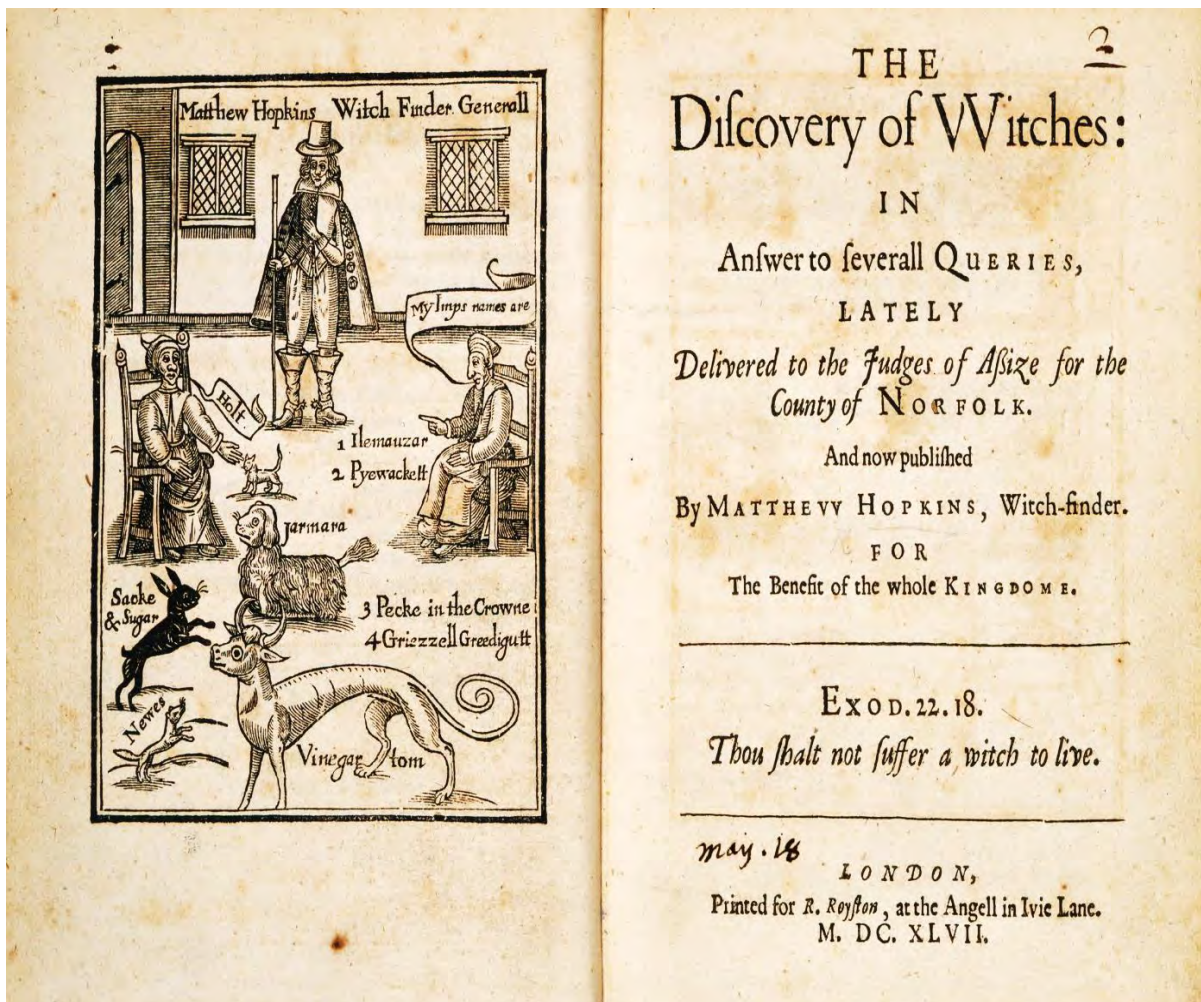 Matthew Hopkins Witch Finder Generall
My Imps names are
Holt
1 Ilemauzar
2 Pyewackett
Jarmara
Sacke
& Sugar
3 Pecke in the Crowne
4 Griezzell Greedigutt
Newes
Vinegar tom
2
THE
Diſcovery of VVitches:
IN
Anſwer to ſeverall QUERIES,
LATELY
Delivered to the Judges of Aſsize for the
County of NORFOLK.
And now publiſhed
By MATTHEVV HOPKINS, Witch-finder.
FOR
The Benefit of the whole KINGDOME.
EXOD. 22. 18.
Thou ſhalt not ſuffer a witch to live.
may. 18
LONDON,
Printed for R. Royſton, at the Angell in Ivie Lane.
M. DC. XLVII.